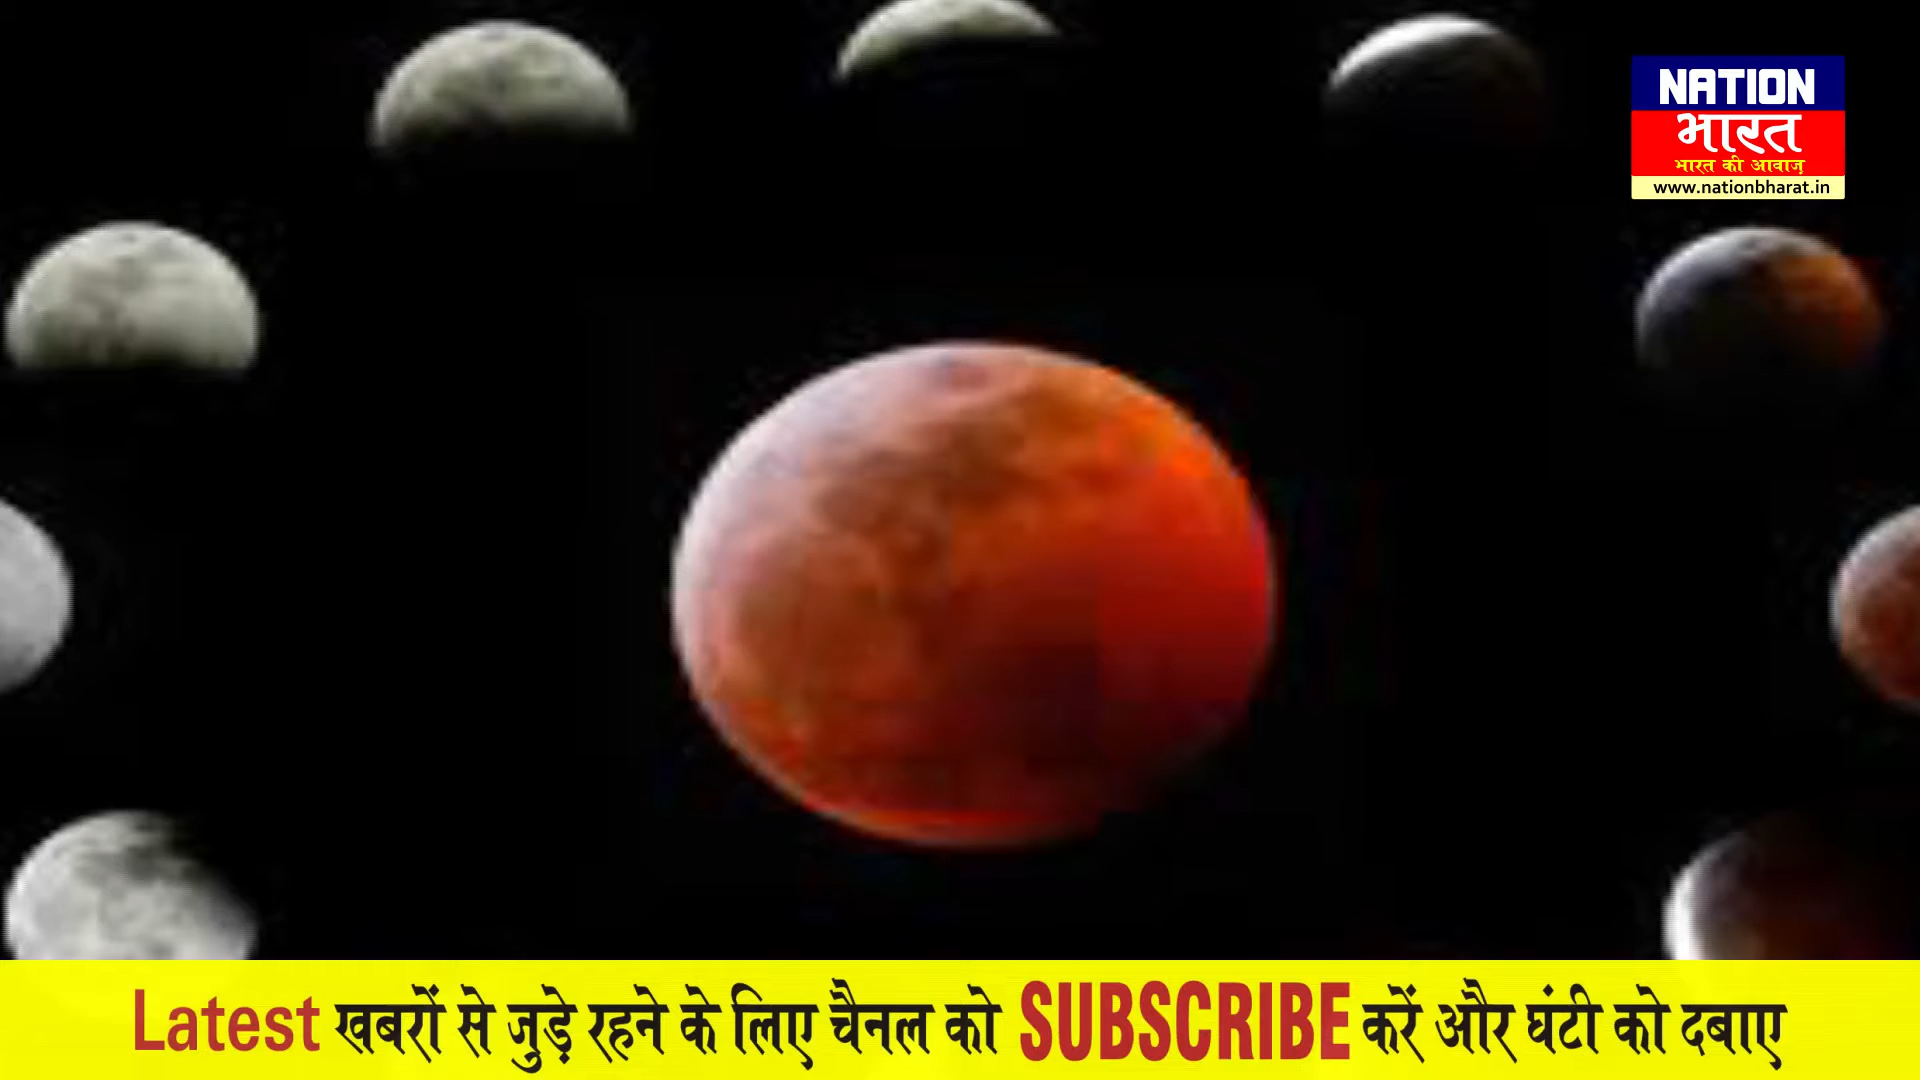 NATION
भारत
भारत की आवाज़
www.nationbharat.in
Latest खबरों से जुड़े रहने के लिए चैनल को SUBSCRIBE करें और घंटी को दबाए